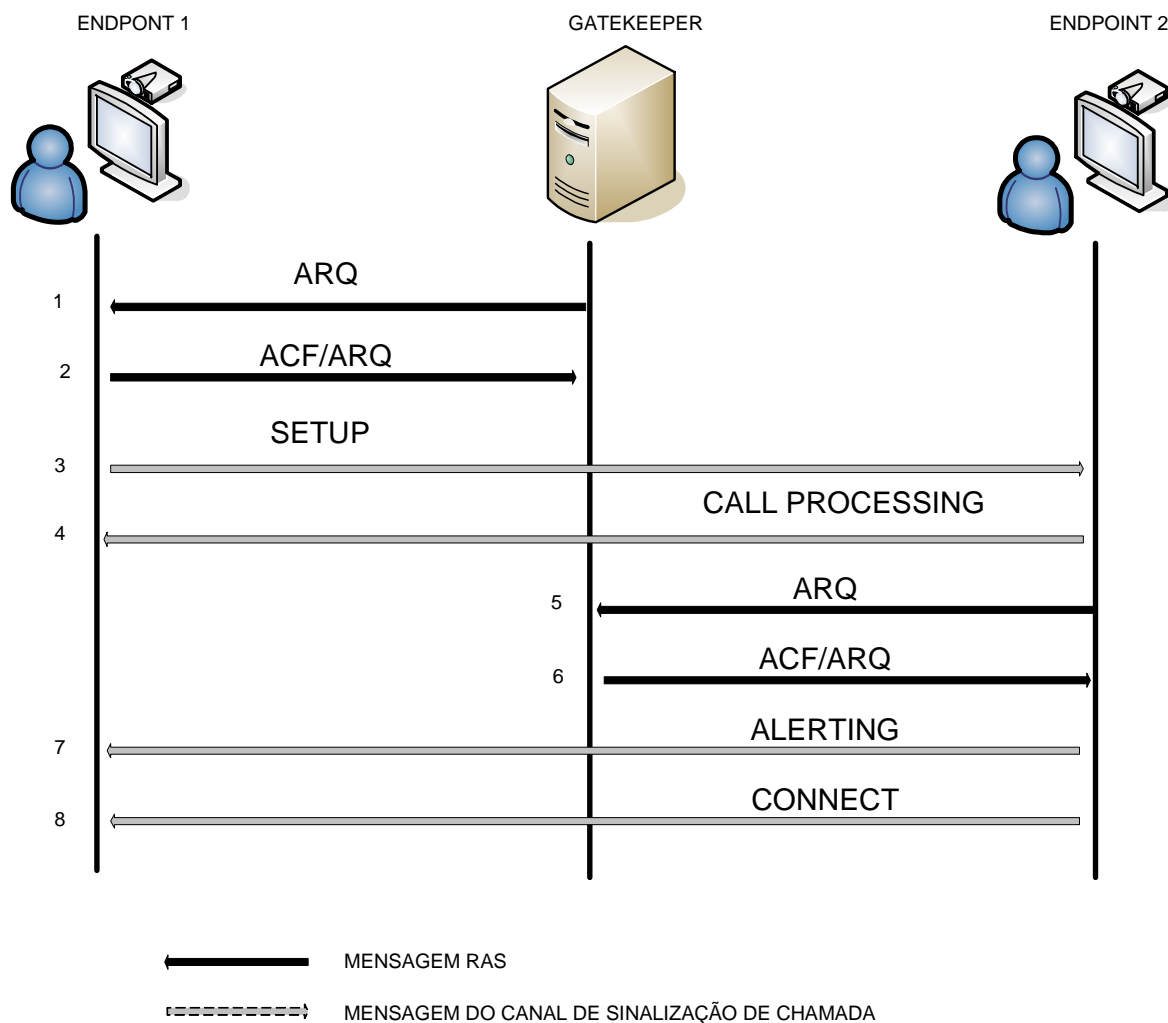 ENDPONT 1
GATEKEEPER
ENDPOINT 2
ARQ
1
ACF/ARQ
2
SETUP
3
CALL PROCESSING
4
ARQ
5
ACF/ARQ
6
ALERTING
7
CONNECT
8
MENSAGEM RAS
MENSAGEM DO CANAL DE SINALIZAÇÃO DE CHAMADA